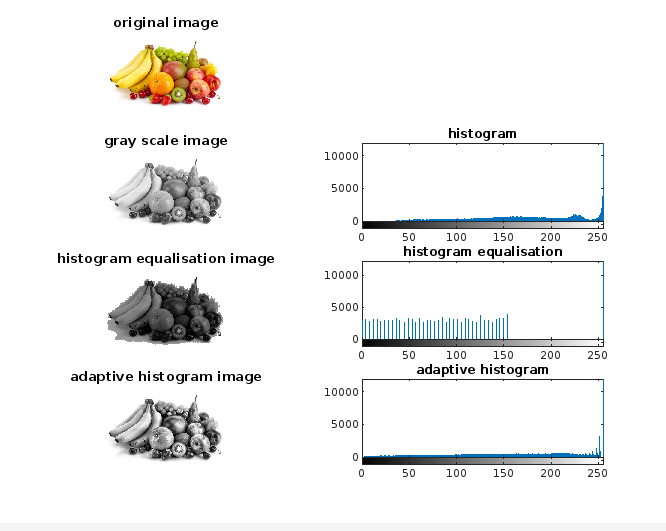 original image
gray scale image
histogram
10000
5000
0
0 50 100 150 200 250
histogram equalisation image
histogram equalisation
10000
5000
0
0 50 100 150 200 250
adaptive histogram image
adaptive histogram
10000
5000
0
0 50 100 150 200 250